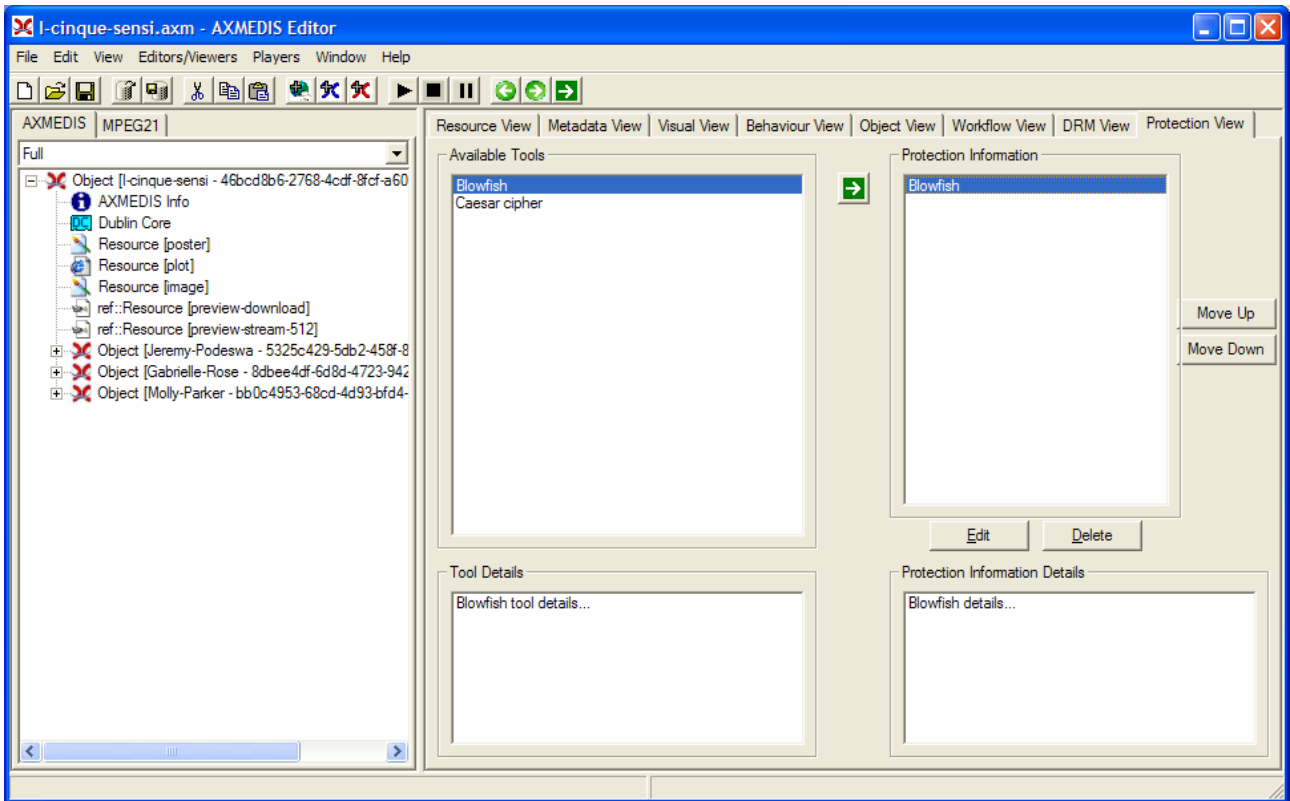 I-cinque-sensi.axm - AXMEDIS Editor
File Edit View Editors/Viewers Players Window Help
AXMEDIS MPEG21
Full
Object [I-cinque-sensi - 46bcd8b6-2768-4cdf-8fcf-a60
AXMEDIS Info
DC Dublin Core
Resource [poster]
Resource [plot]
Resource [image]
ref::Resource [preview-download]
ref::Resource [preview-stream-512]
Object [Jeremy-Podeswa - 5325c429-5db2-458f-8
Object [Gabrielle-Rose - 8dbee4df-6d8d-4723-942
Object [Molly-Parker - bb0c4953-68cd-4d93-bfd4-
Resource View Metadata View Visual View Behaviour View Object View Workflow View DRM View Protection View
Available Tools
Blowfish
Caesar cipher
Protection Information
Blowfish
Move Up
Move Down
Edit Delete
Tool Details
Blowfish tool details...
Protection Information Details
Blowfish details...